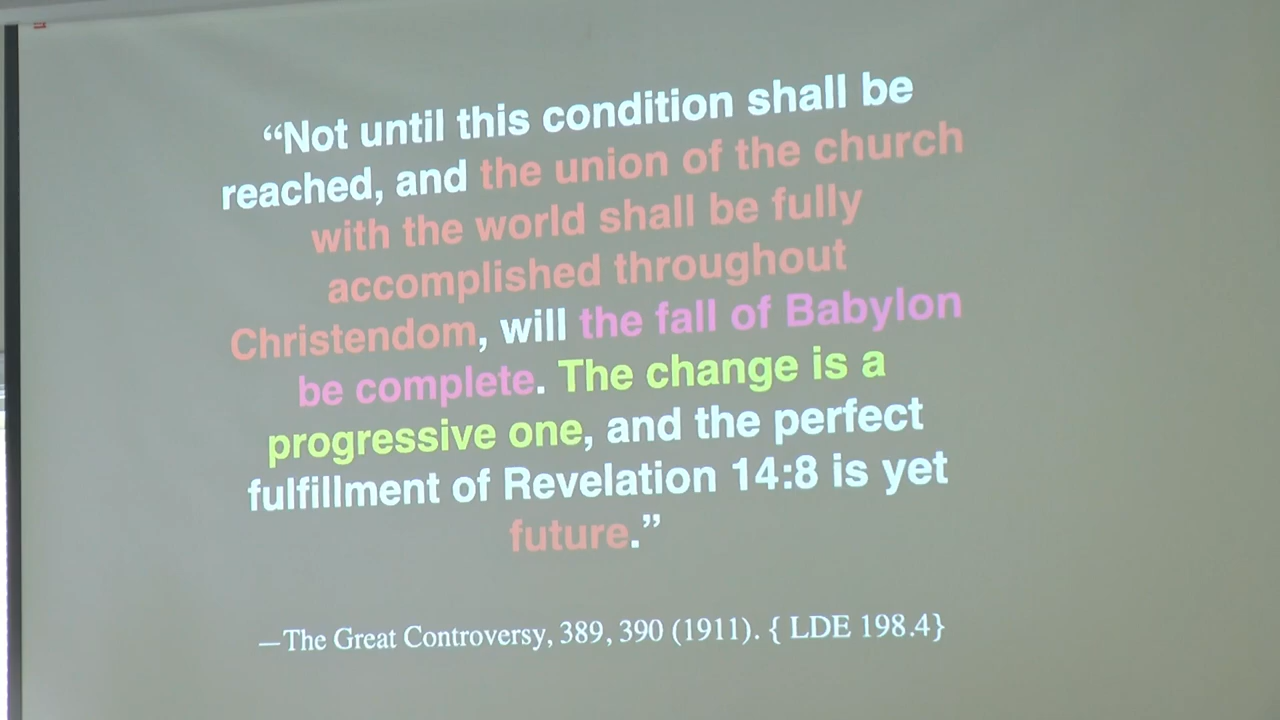 “Not until this condition shall be
reached, and the union of the church
with the world shall be fully
accomplished throughout
Christendom, will the fall of Babylon
be complete. The change is a
progressive one, and the perfect
fulfillment of Revelation 14:8 is yet
future.”
—The Great Controversy, 389, 390 (1911). { LDE 198.4}